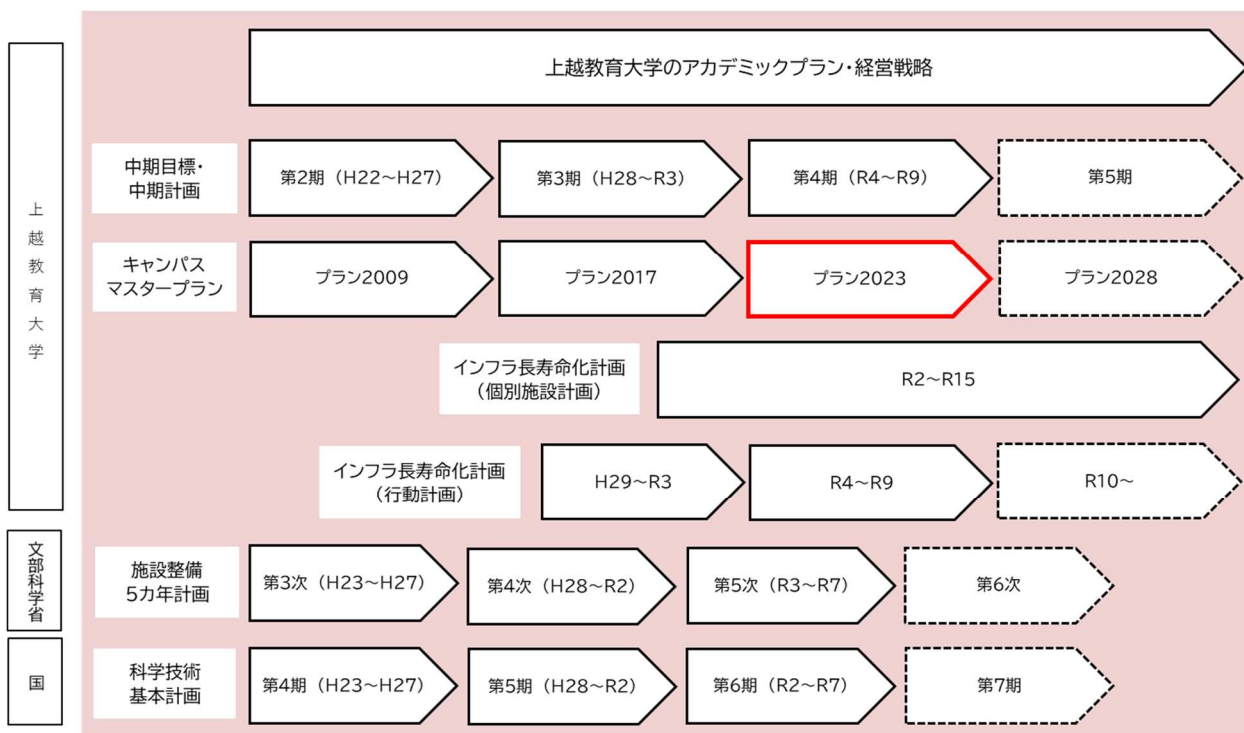 上越教育大学のアカデミックプラン・経営戦略
上越教育大学
中期目標・
中期計画
第2期（H22～H27）
第3期（H28～R3）
第4期（R4～R9）
第5期
キャンパス
マスタープラン
プラン2009
プラン2017
プラン2023
プラン2028
インフラ長寿命化計画
（個別施設計画）
R2～R15
インフラ長寿命化計画
（行動計画）
H29～R3
R4～R9
R10～
文部科学省
施設整備
5カ年計画
第3次（H23～H27）
第4次（H28～R2）
第5次（R3～R7）
第6次
国
科学技術
基本計画
第4期（H23～H27）
第5期（H28～R2）
第6期（R2～R7）
第7期